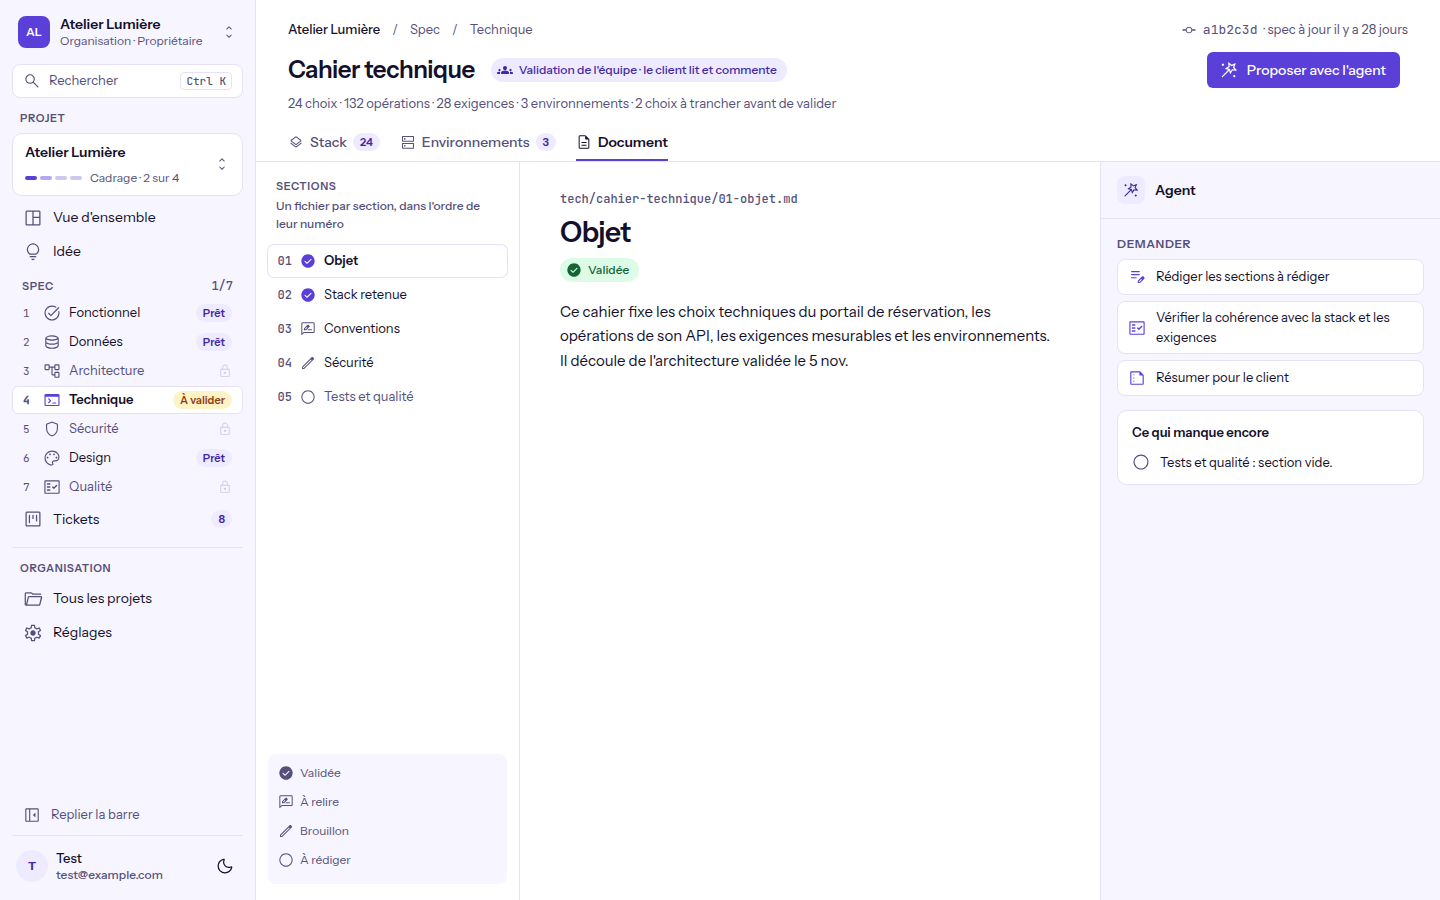 AL
Atelier Lumière
Organisation · Propriétaire
Rechercher
Ctrl K
PROJET
Atelier Lumière
Cadrage · 2 sur 4
Vue d'ensemble
Idée
SPEC 1/7
1 Fonctionnel Prêt
2 Données Prêt
3 Architecture
4 Technique À valider
5 Sécurité
6 Design Prêt
7 Qualité
Tickets 8
ORGANISATION
Tous les projets
Réglages
Replier la barre
T
Test
test@example.com
Atelier Lumière / Spec / Technique
a1b2c3d · spec à jour il y a 28 jours
Cahier technique
Validation de l'équipe · le client lit et commente
Proposer avec l'agent
24 choix · 132 opérations · 28 exigences · 3 environnements · 2 choix à trancher avant de valider
Stack 24
Environnements 3
Document
SECTIONS
Un fichier par section, dans l'ordre de
leur numéro
01 Objet
02 Stack retenue
03 Conventions
04 Sécurité
05 Tests et qualité
Validée
À relire
Brouillon
À rédiger
tech/cahier-technique/01-objet.md
Objet
Validée
Ce cahier fixe les choix techniques du portail de réservation, les
opérations de son API, les exigences mesurables et les environnements.
Il découle de l'architecture validée le 5 nov.
Agent
DEMANDER
Rédiger les sections à rédiger
Vérifier la cohérence avec la stack et les
exigences
Résumer pour le client
Ce qui manque encore
Tests et qualité : section vide.